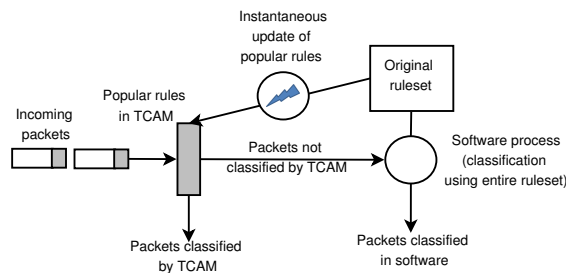 Instantaneous
update of
popular rules
Original
ruleset
Popular rules
in TCAM
Incoming
packets
Packets not
classified by TCAM
Software process
(classification
using entire ruleset)
Packets classified
by TCAM
Packets classified
in software